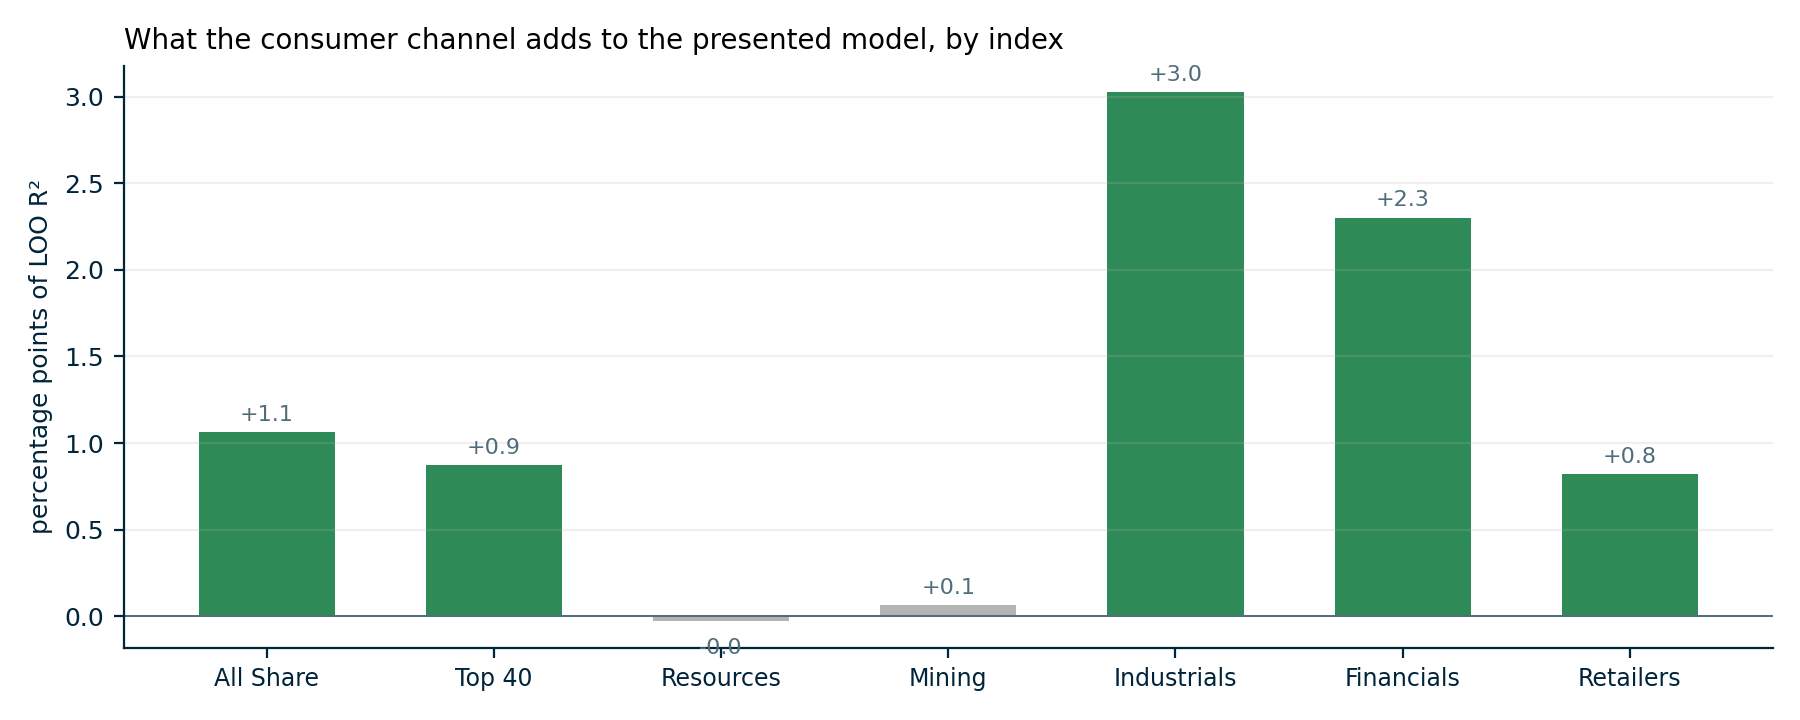 What the consumer channel adds to the presented model, by index
percentage points of LOO R²
3.0
2.5
2.0
1.5
1.0
0.5
0.0
+1.1
+0.9
-0.0
+0.1
+3.0
+2.3
+0.8
All Share
Top 40
Resources
Mining
Industrials
Financials
Retailers